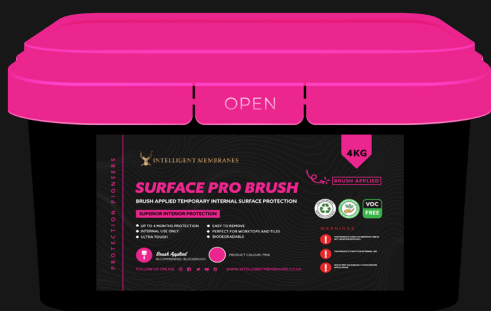 OPEN
INTELLIGENT MEMBRANES
4KG
SURFACE PRO BRUSH
BRUSH APPLIED
BRUSH APPLIED TEMPORARY INTERNAL SURFACE PROTECTION
SUPERIOR INTERIOR PROTECTION
VOC
FREE
UP TO 4 MONTHS PROTECTION
INTERNAL USE ONLY
ULTRA TOUGH
EASY TO REMOVE
PERFECT FOR WORKTOPS AND TILES
BIODEGRADABLE
WARNINGS
Brush Applied
PRODUCT COLOUR: PINK
FOLLOW US ONLINE
WWW.INTELLIGENTMEMBRANES.CO.UK
PROTECTION PIONEERS